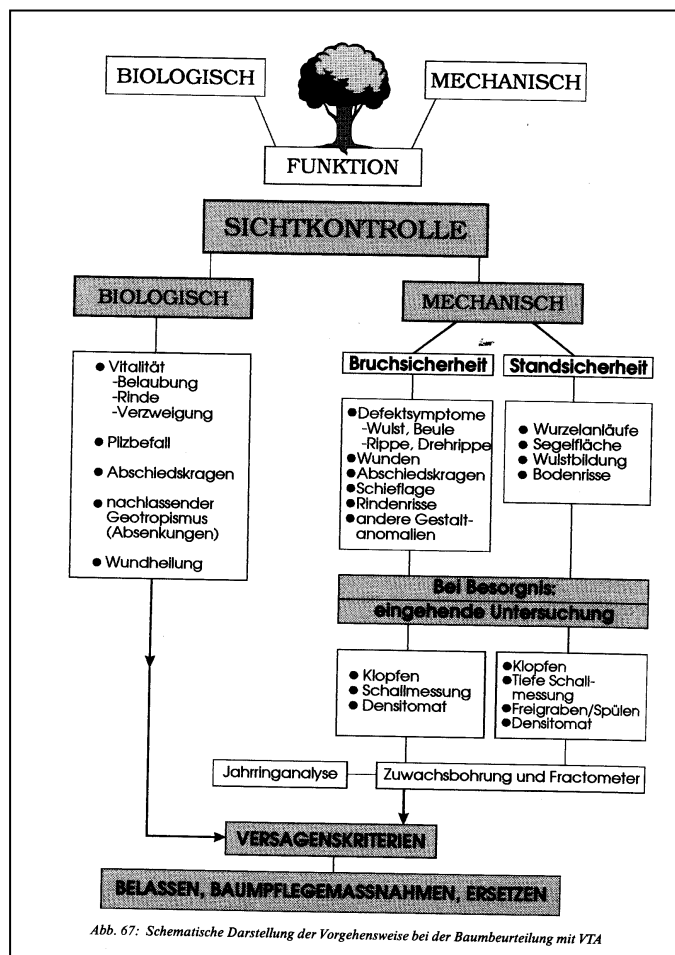 BIOLOGISCH
MECHANISCH
FUNKTION
SICHTKONTROLLE
BIOLOGISCH
MECHANISCH
Bruchsicherheit
Standsicherheit
● Vitalität
-Belaubung
-Rinde
-Verzweigung
● Pilzbefall
● Abschiedskragen
● nachlassender
Geotropismus
(Absenkungen)
● Wundheilung
● Defektsymptome
-Wulst, Beule
-Rippe, Drehrippe
● Wunden
● Abschiedskragen
● Schieflage
● Rindenrisse
● andere Gestalt-
anomalien
● Wurzelanläufe
● Segelfläche
● Wulstbildung
● Bodenrisse
Bei Besorgnis:
eingehende Untersuchung
● Klopfen
● Schallmessung
● Densitomat
● Klopfen
● Tiefe Schall-
messung
● Freigraben/Spülen
● Densitomat
Jahrringanalyse
Zuwachsbohrung und Fractometer
VERSAGENSKRITERIEN
BELASSEN, BAUMPFLEGEMASSNAHMEN, ERSETZEN
Abb. 67: Schematische Darstellung der Vorgehensweise bei der Baumbeurteilung mit VTA